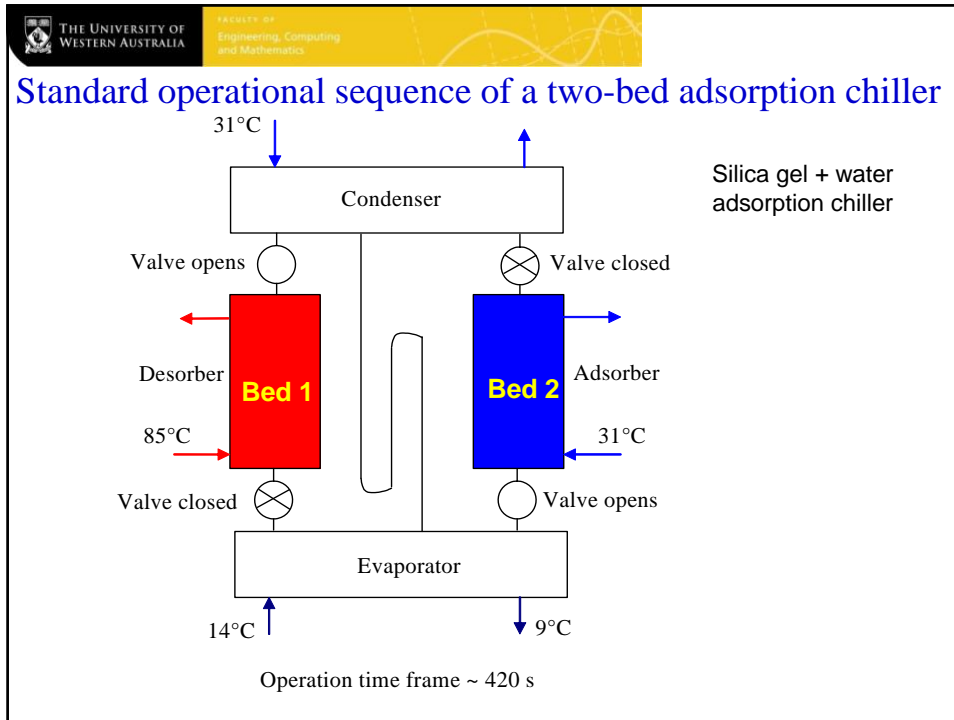 THE UNIVERSITY OF
WESTERN AUSTRALIA
FACULTY OF
Engineering, Computing
and Mathematics
Standard operational sequence of a two-bed adsorption chiller
31°C
Silica gel + water
adsorption chiller
Condenser
Valve opens
Valve closed
Desorber
Bed 1
Bed 2
Adsorber
85°C
31°C
Valve closed
Valve opens
Evaporator
14°C
9°C
Operation time frame ~ 420 s